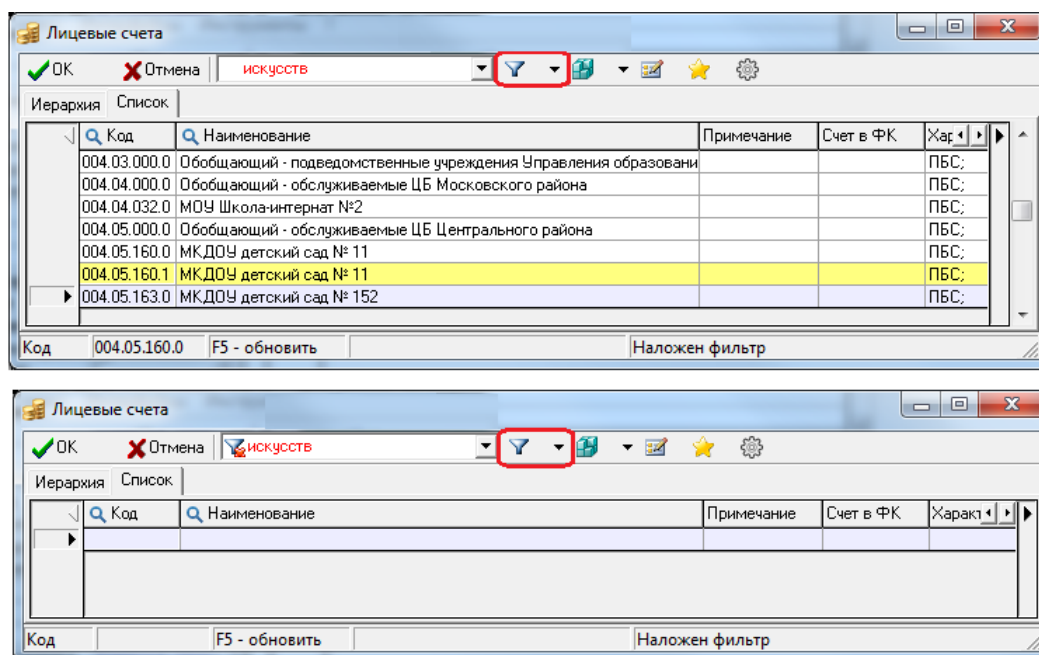 Лицевые счета
OK Отмена искусств
Иерархия Список
Код Наименование Примечание Счет в ФК Хар
004.03.000.0 Обобщающий - подведомственные учреждения Управления образовани ПБС;
004.04.000.0 Обобщающий - обслуживаемые ЦБ Московского района ПБС;
004.04.032.0 МОУ Школа-интернат №2 ПБС;
004.05.000.0 Обобщающий - обслуживаемые ЦБ Центрального района ПБС;
004.05.160.0 МКДОУ детский сад № 11 ПБС;
004.05.160.1 МКДОУ детский сад № 11 ПБС;
004.05.163.0 МКДОУ детский сад № 152 ПБС;
Код 004.05.160.0 F5 - обновить Наложен фильтр
Лицевые счета
OK Отмена искусств
Иерархия Список
Код Наименование Примечание Счет в ФК Характ
Код F5 - обновить Наложен фильтр